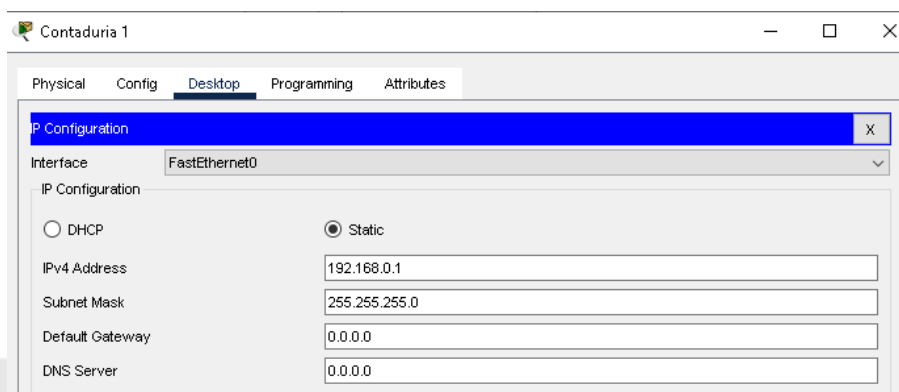 Contaduria 1
Physical Config Desktop Programming Attributes
IP Configuration X
Interface FastEthernet0
IP Configuration
DHCP Static
IPv4 Address 192.168.0.1
Subnet Mask 255.255.255.0
Default Gateway 0.0.0.0
DNS Server 0.0.0.0